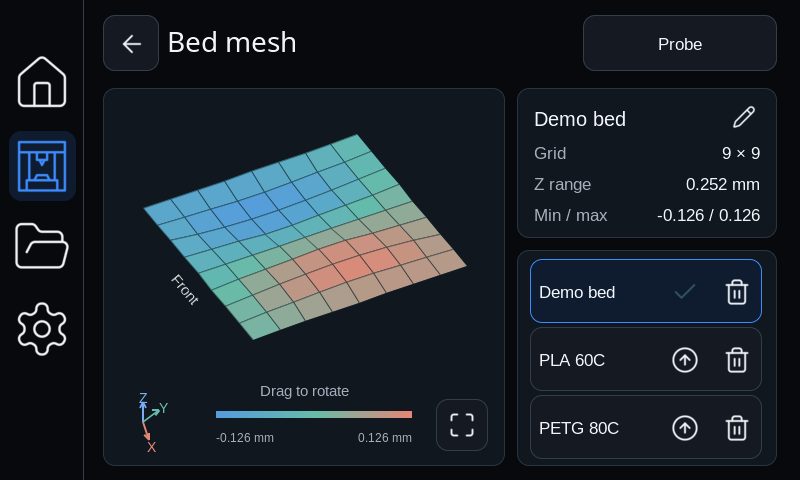 Bed mesh
Probe
Front
Drag to rotate
Z
Y
X
-0.126 mm
0.126 mm
Demo bed
Grid 9 × 9
Z range 0.252 mm
Min / max -0.126 / 0.126
Demo bed
PLA 60C
PETG 80C